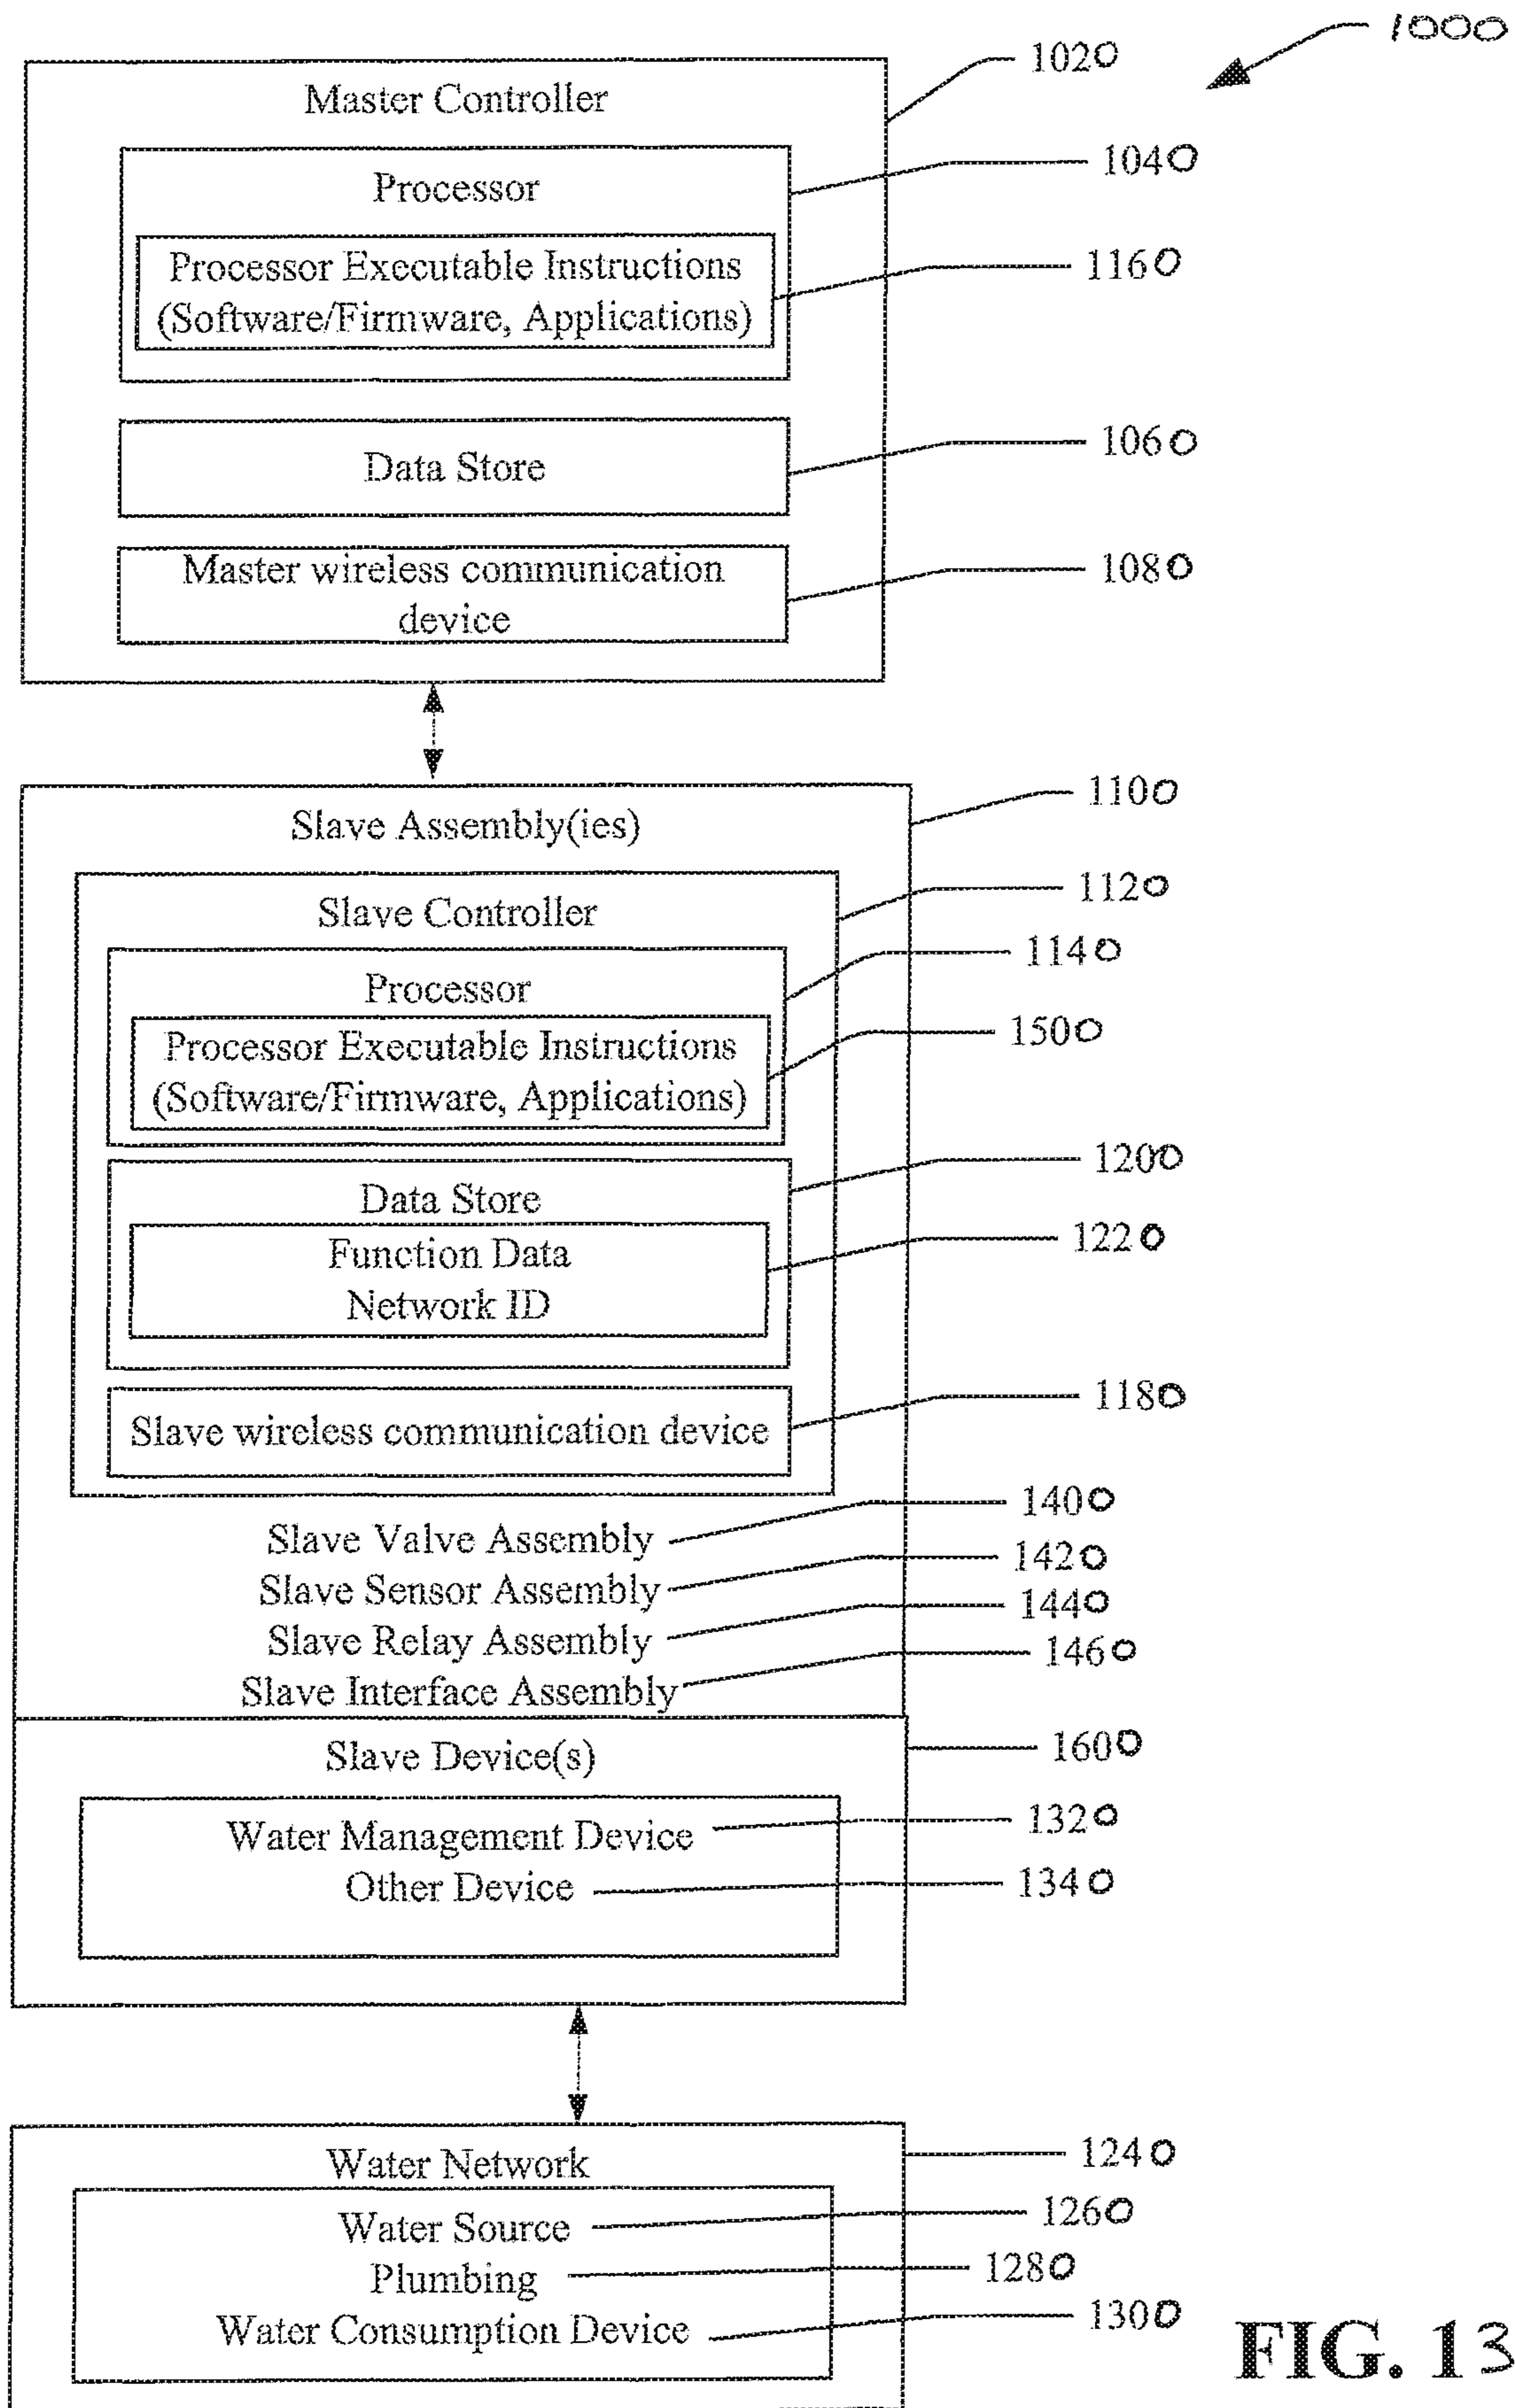 1000
Master Controller
1020
Processor
1040
Processor Executable Instructions
(Software/Firmware, Applications)
1160
Data Store
1060
Master wireless communication
device
1080
Slave Assembly(ies)
1100
Slave Controller
1120
Processor
1140
Processor Executable Instructions
(Software/Firmware, Applications)
1500
Data Store
1200
Function Data
Network ID
1220
Slave wireless communication device
1180
Slave Valve Assembly
1400
Slave Sensor Assembly
1420
Slave Relay Assembly
1440
Slave Interface Assembly
1460
Slave Device(s)
1600
Water Management Device
1320
Other Device
1340
Water Network
1240
Water Source
1260
Plumbing
1280
Water Consumption Device
1300
FIG. 13